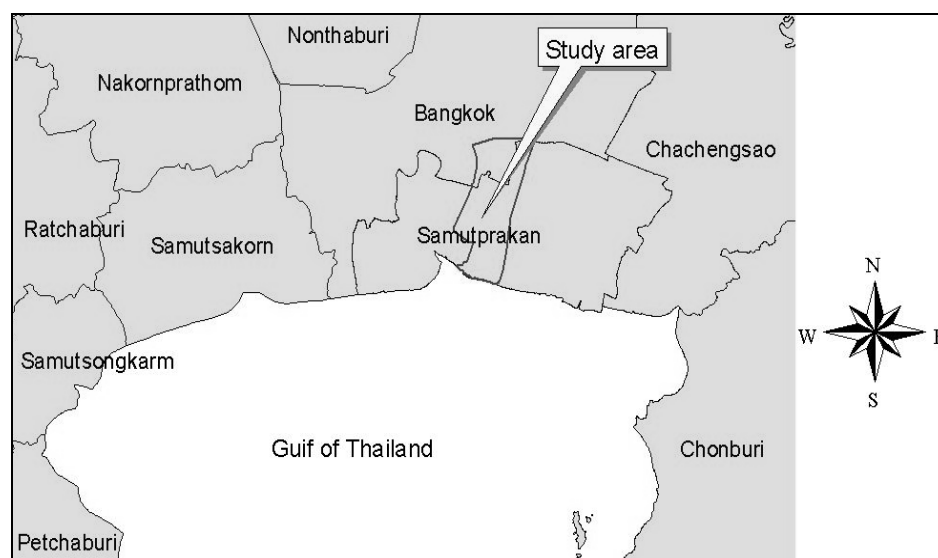 Nonthaburi
Study area
Nakornprathom
Bangkok
Chachengsao
Ratchaburi
Samutsakorn
Samutprakan
N
W
E
S
Samutsongkarm
Guif of Thailand
Chonburi
Petchaburi